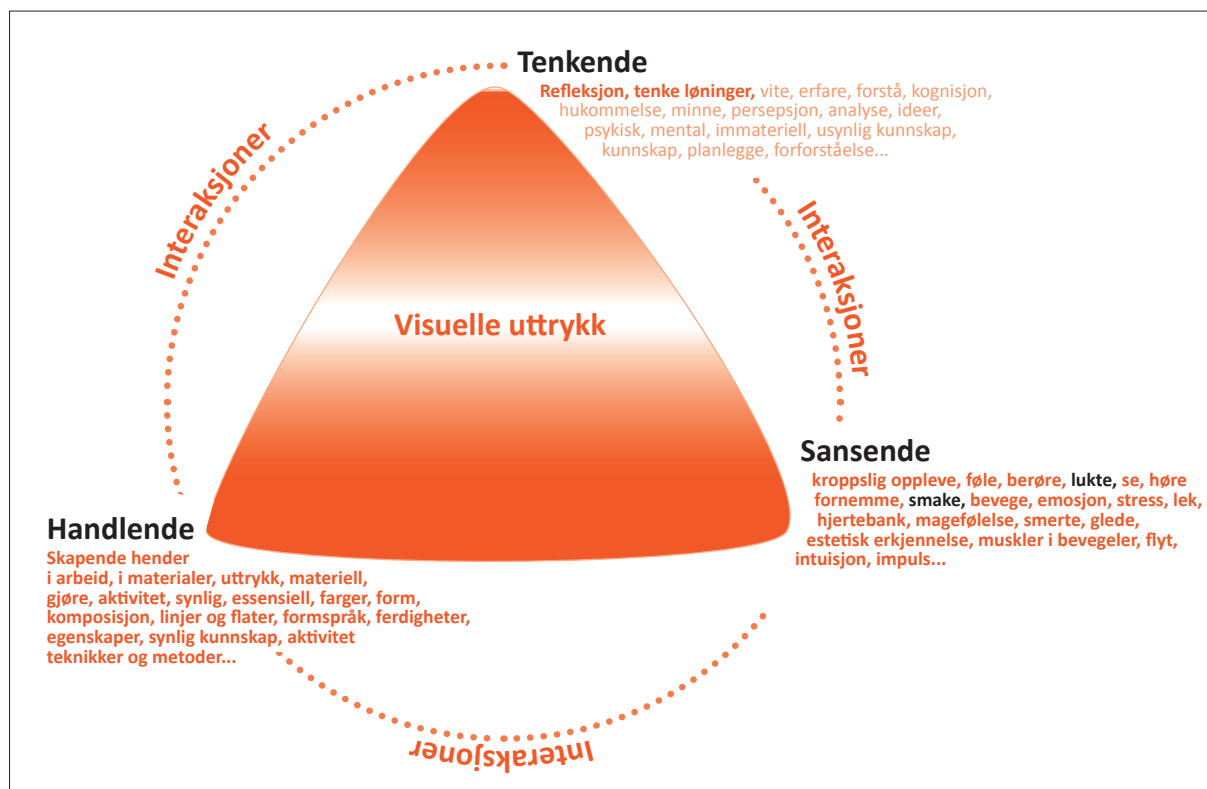 Tenkende
Refleksjon, tenke løninger, vite, erfare, forstå, kognisjon,
hukommelse, minne, persepsjon, analyse, ideer,
psykisk, mental, immateriell, usynlig kunnskap,
kunnskap, planlegge, forforståelse...
Interaksjoner
Interaksjoner
Visuelle uttrykk
Sansende
kroppslig oppleve, føle, berøre, lukte, se, høre
fornemme, smake, bevege, emosjon, stress, lek,
hjertebank, magefølelse, smerte, glede,
estetisk erkjennelse, muskler i bevegeler, flyt,
intuisjon, impuls...
Handlende
Skapende hender
i arbeid, i materialer, uttrykk, materiell,
gjøre, aktivitet, synlig, essensiell, farger, form,
komposisjon, linjer og flater, formspråk, ferdigheter,
egenskaper, synlig kunnskap, aktivitet
teknikker og metoder...
Interaksjoner